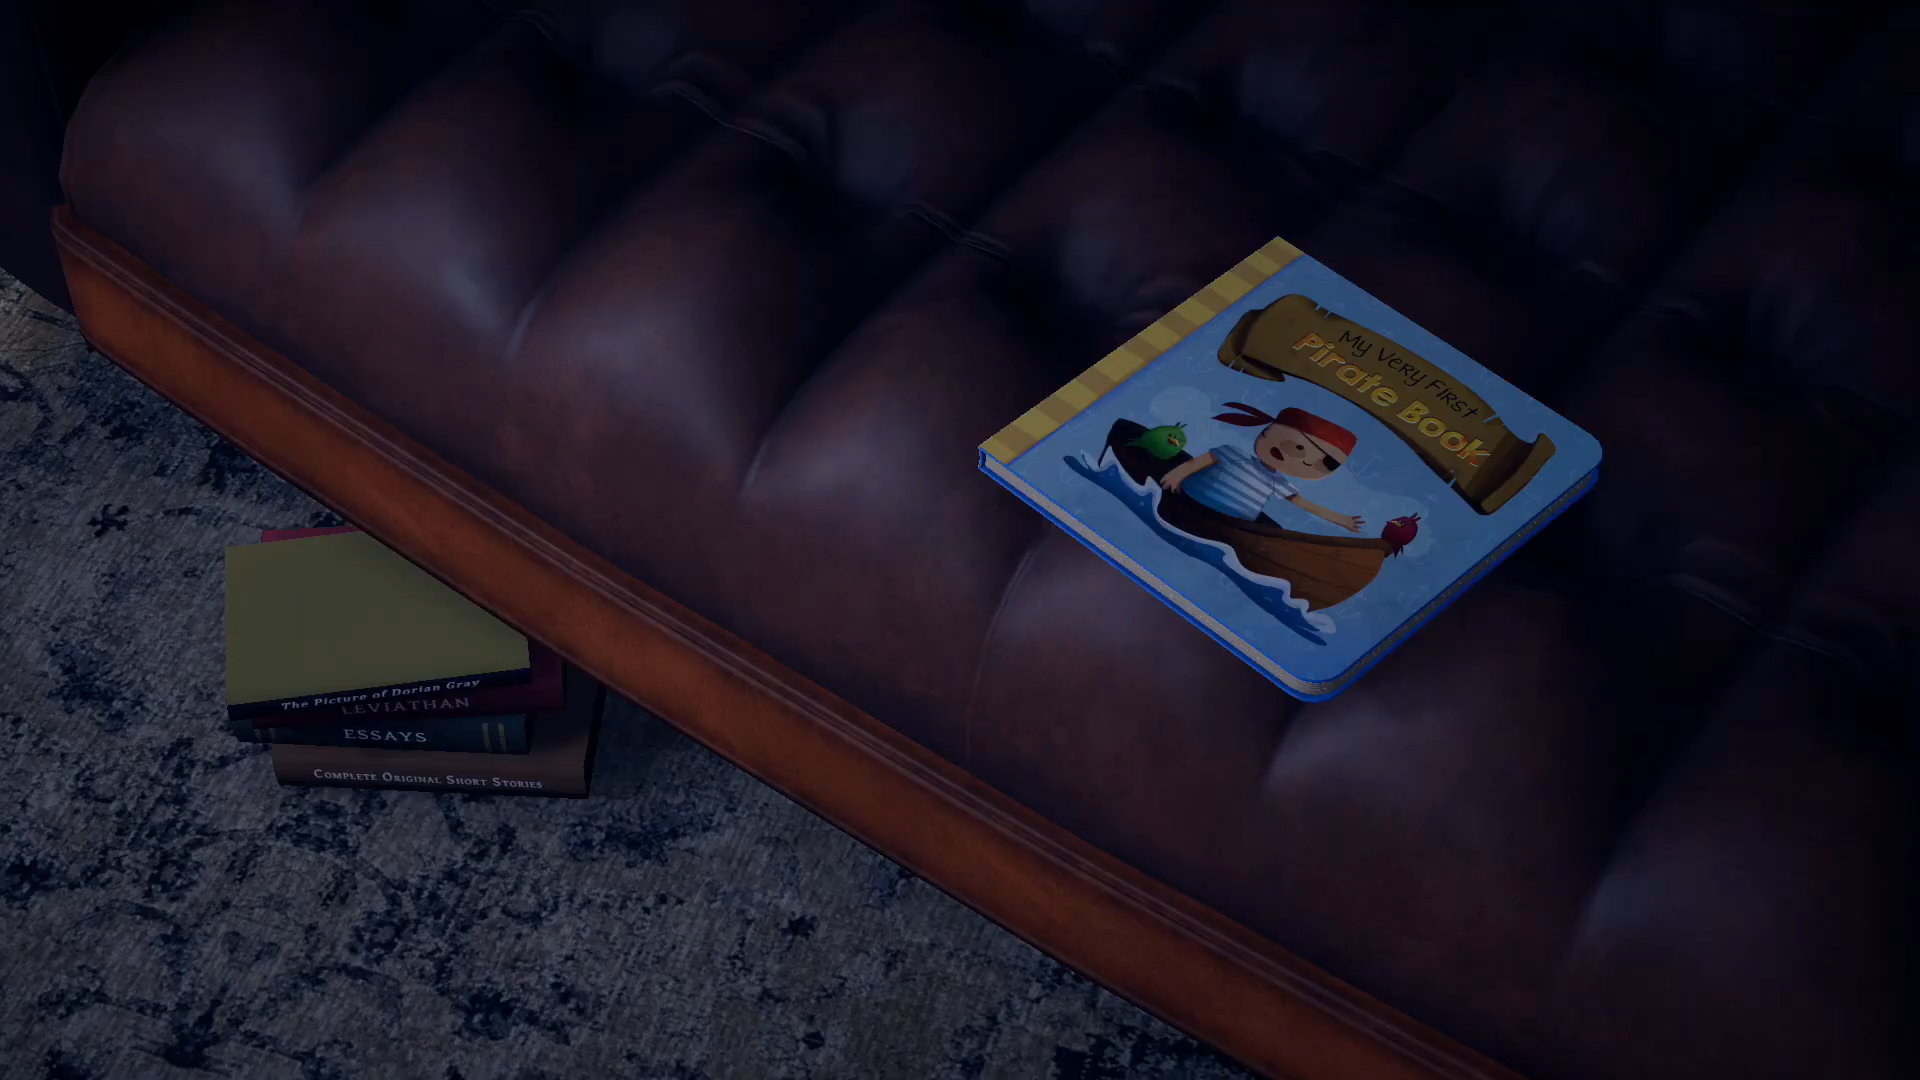 My Very First
Pirate Book
The Picture of Dorian Gray
LEVIATHAN
ESSAYS
COMPLETE ORIGINAL SHORT STORIES